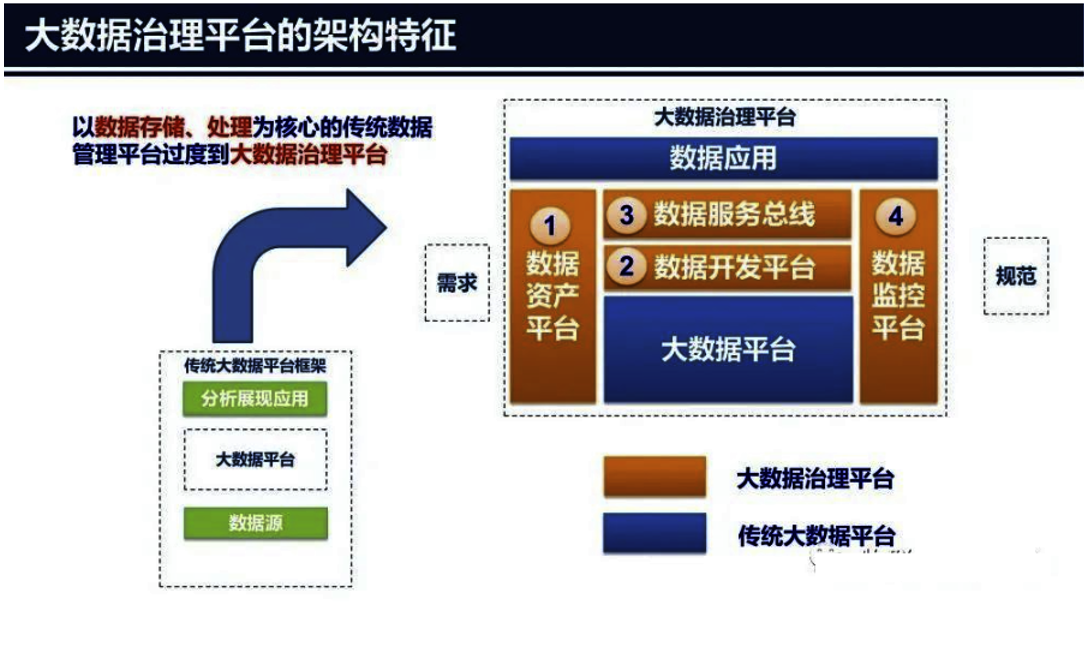 大数据治理平台的架构特征
以数据存储、处理为核心的传统数据
管理平台过度到大数据治理平台
传统大数据平台框架
分析展现应用
大数据平台
数据源
需求
大数据治理平台
数据应用
1
数据
资产
平台
3 数据服务总线
2 数据开发平台
大数据平台
4
数据
监控
平台
规范
大数据治理平台
传统大数据平台